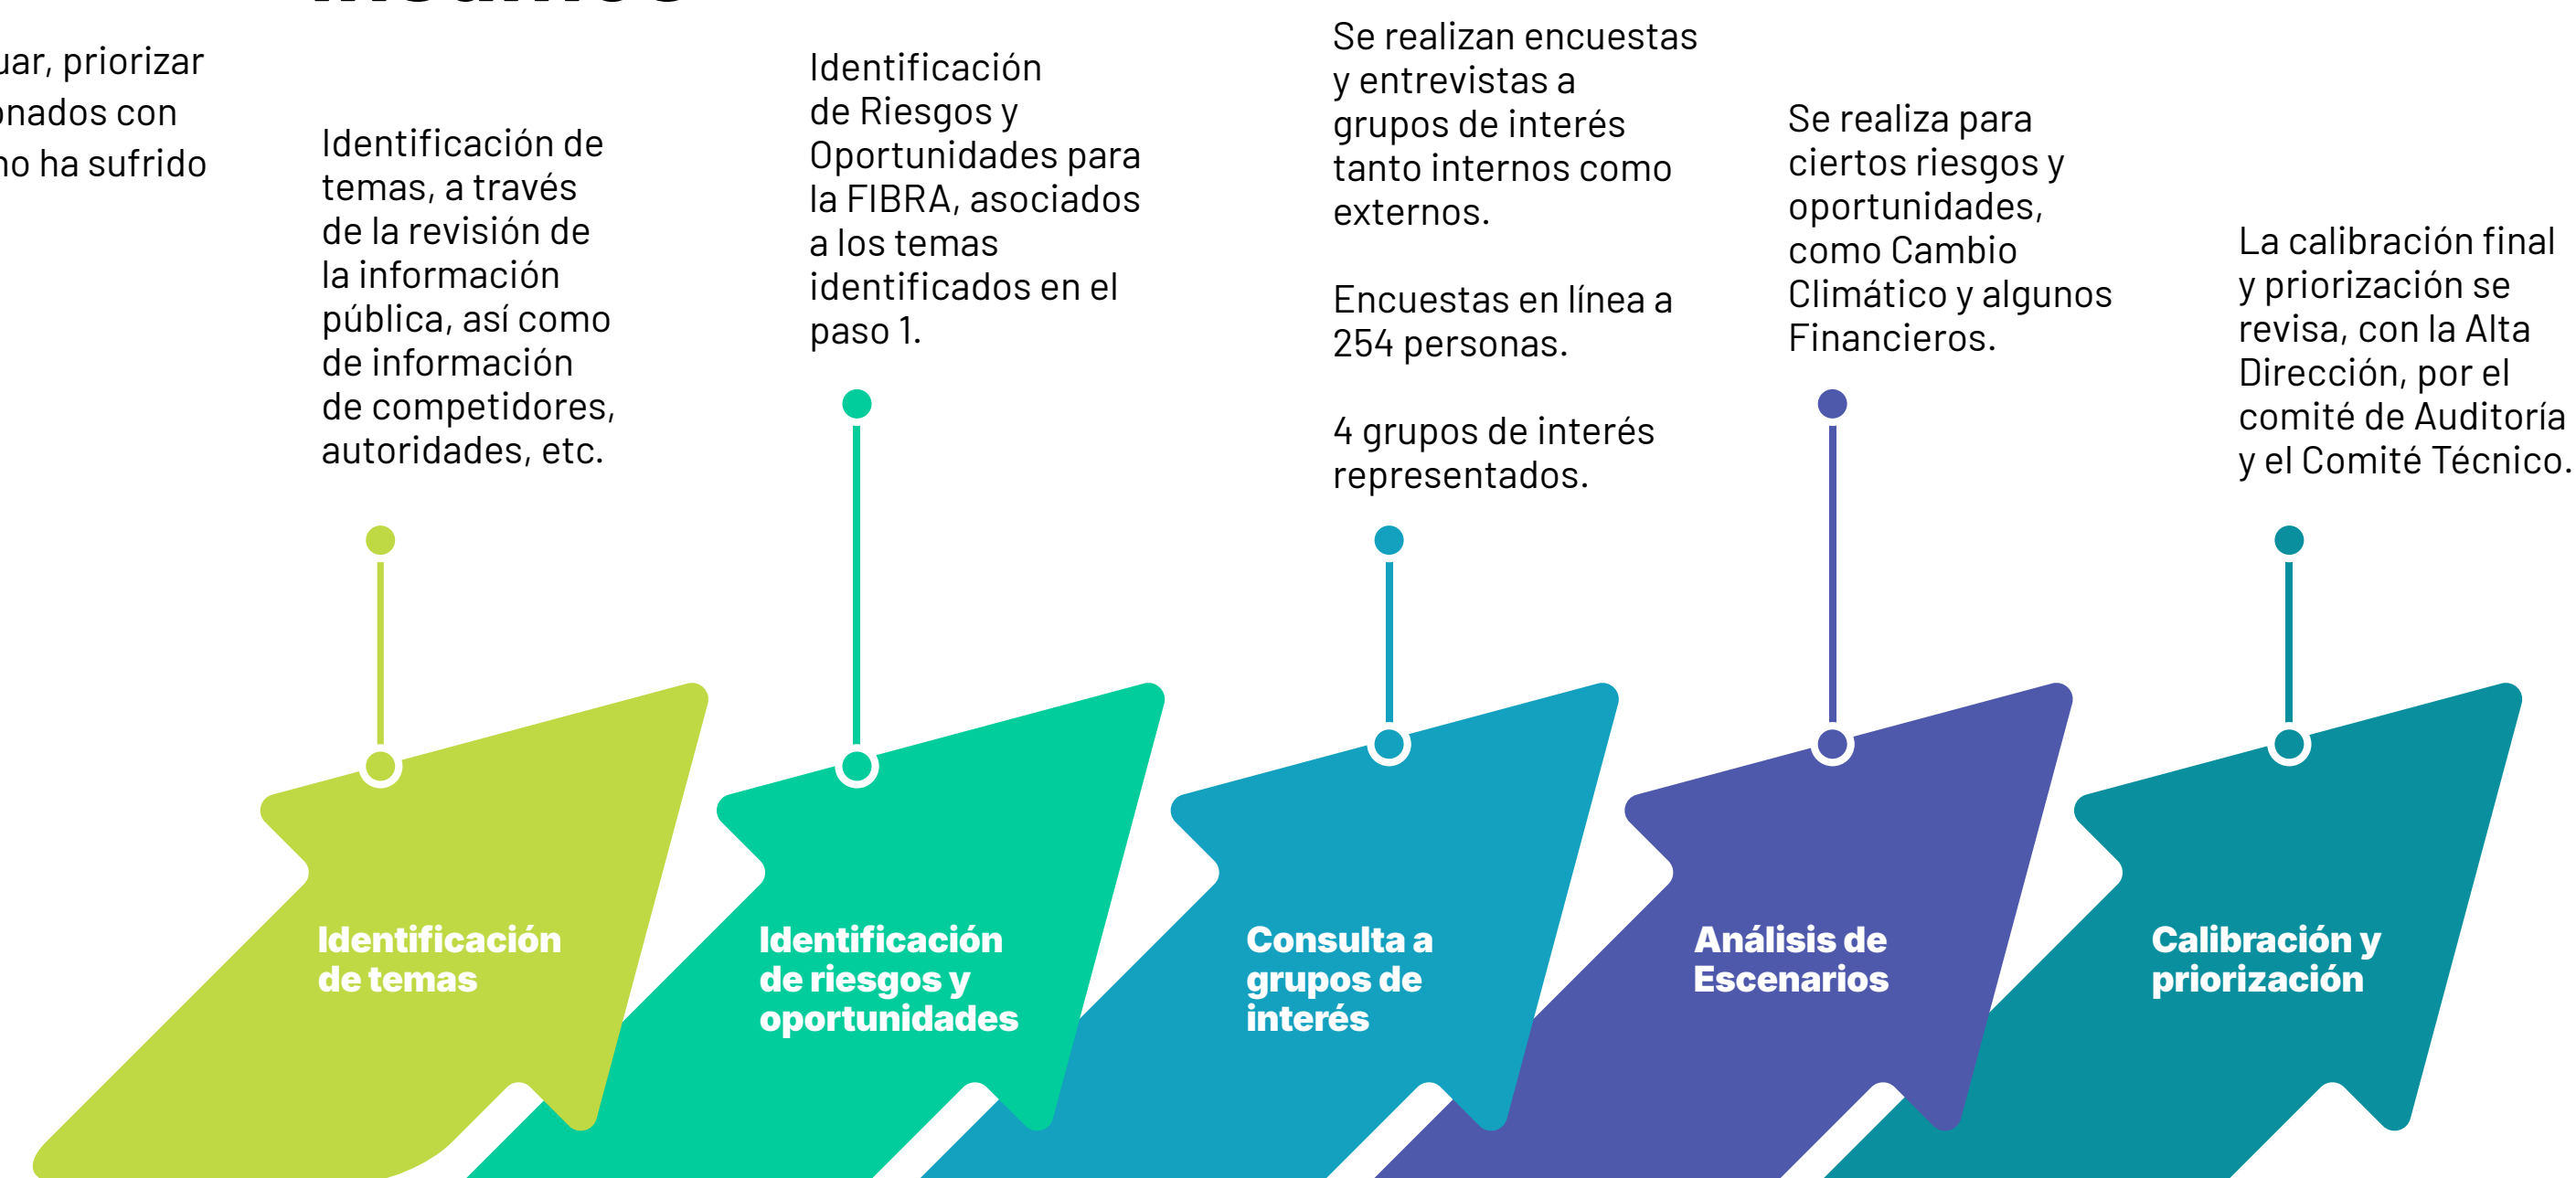 priorizar
con
ha sufrido
Identificación de
temas, a través
de la revisión de
la información
pública, así como
de información
de competidores,
autoridades, etc.
Identificación
de Riesgos y
Oportunidades para
la FIBRA, asociados
a los temas
identificados en el
paso 1.
Se realizan encuestas
y entrevistas a
grupos de interés
tanto internos como
externos.
Encuestas en línea a
254 personas.
4 grupos de interés
representados.
Se realiza para
ciertos riesgos y
oportunidades,
como Cambio
Climático y algunos
Financieros.
La calibración final
y priorización se
revisa, con la Alta
Dirección, por el
comité de Auditoría
y el Comité Técnico.
Identificación
de temas
Identificación
de riesgos y
oportunidades
Consulta a
grupos de
interés
Análisis de
Escenarios
Calibración y
priorización